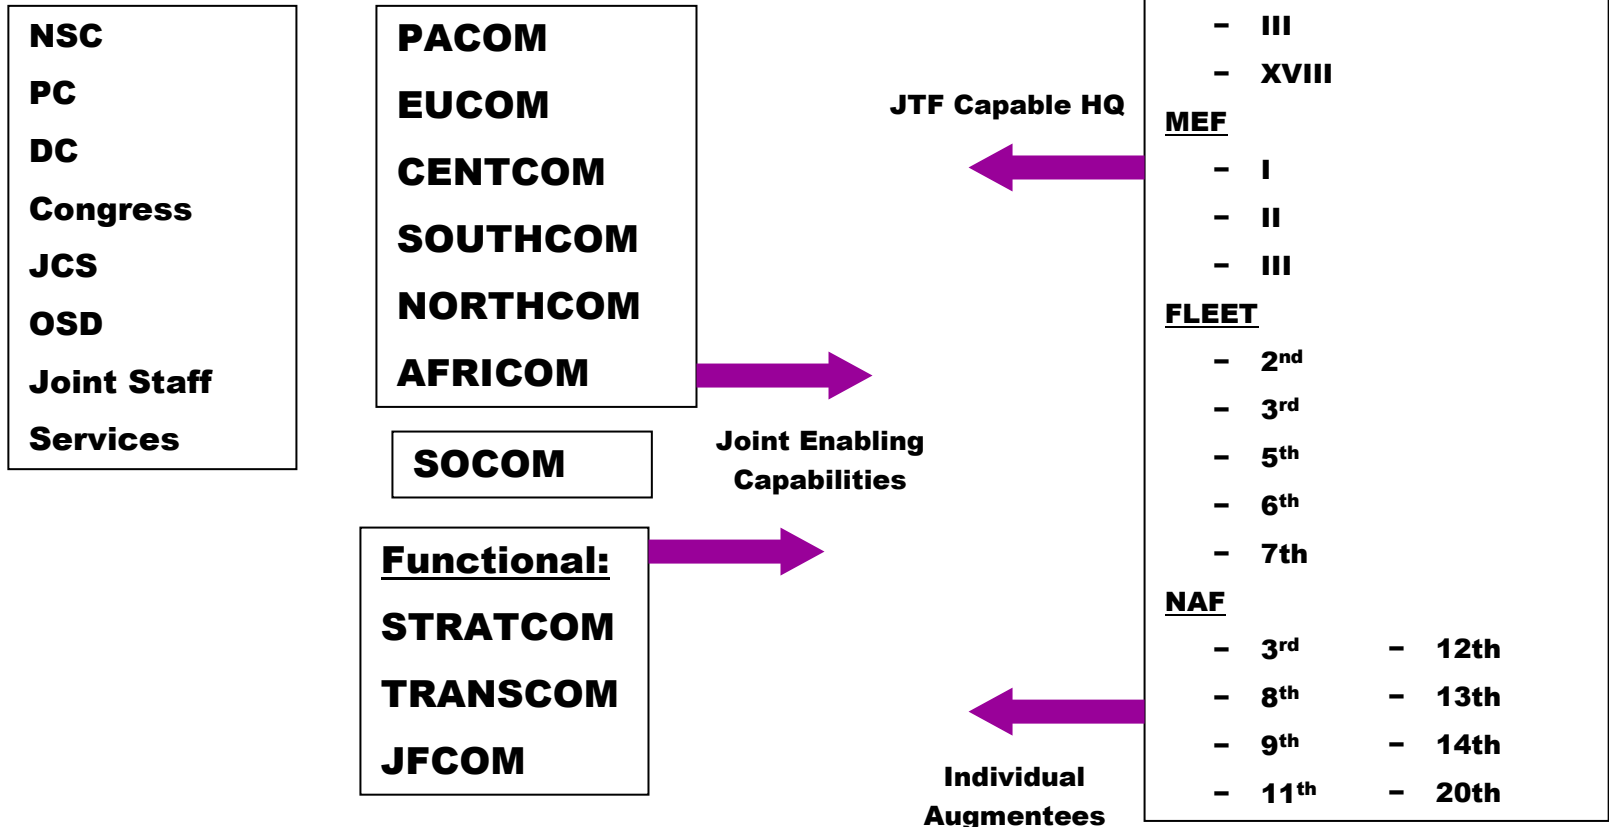 NSC
PC
DC
Congress
JCS
OSD
Joint Staff
Services
PACOM
EUCOM
CENTCOM
SOUTHCOM
NORTHCOM
AFRICOM
SOCOM
Functional:
STRATCOM
TRANSCOM
JFCOM
Joint Enabling
Capabilities
JTF Capable HQ
Individual
Augmentees
– III
– XVIII
MEF
– I
– II
– III
FLEET
– 2nd
– 3rd
– 5th
– 6th
– 7th
NAF
– 3rd – 12th
– 8th – 13th
– 9th – 14th
– 11th – 20th